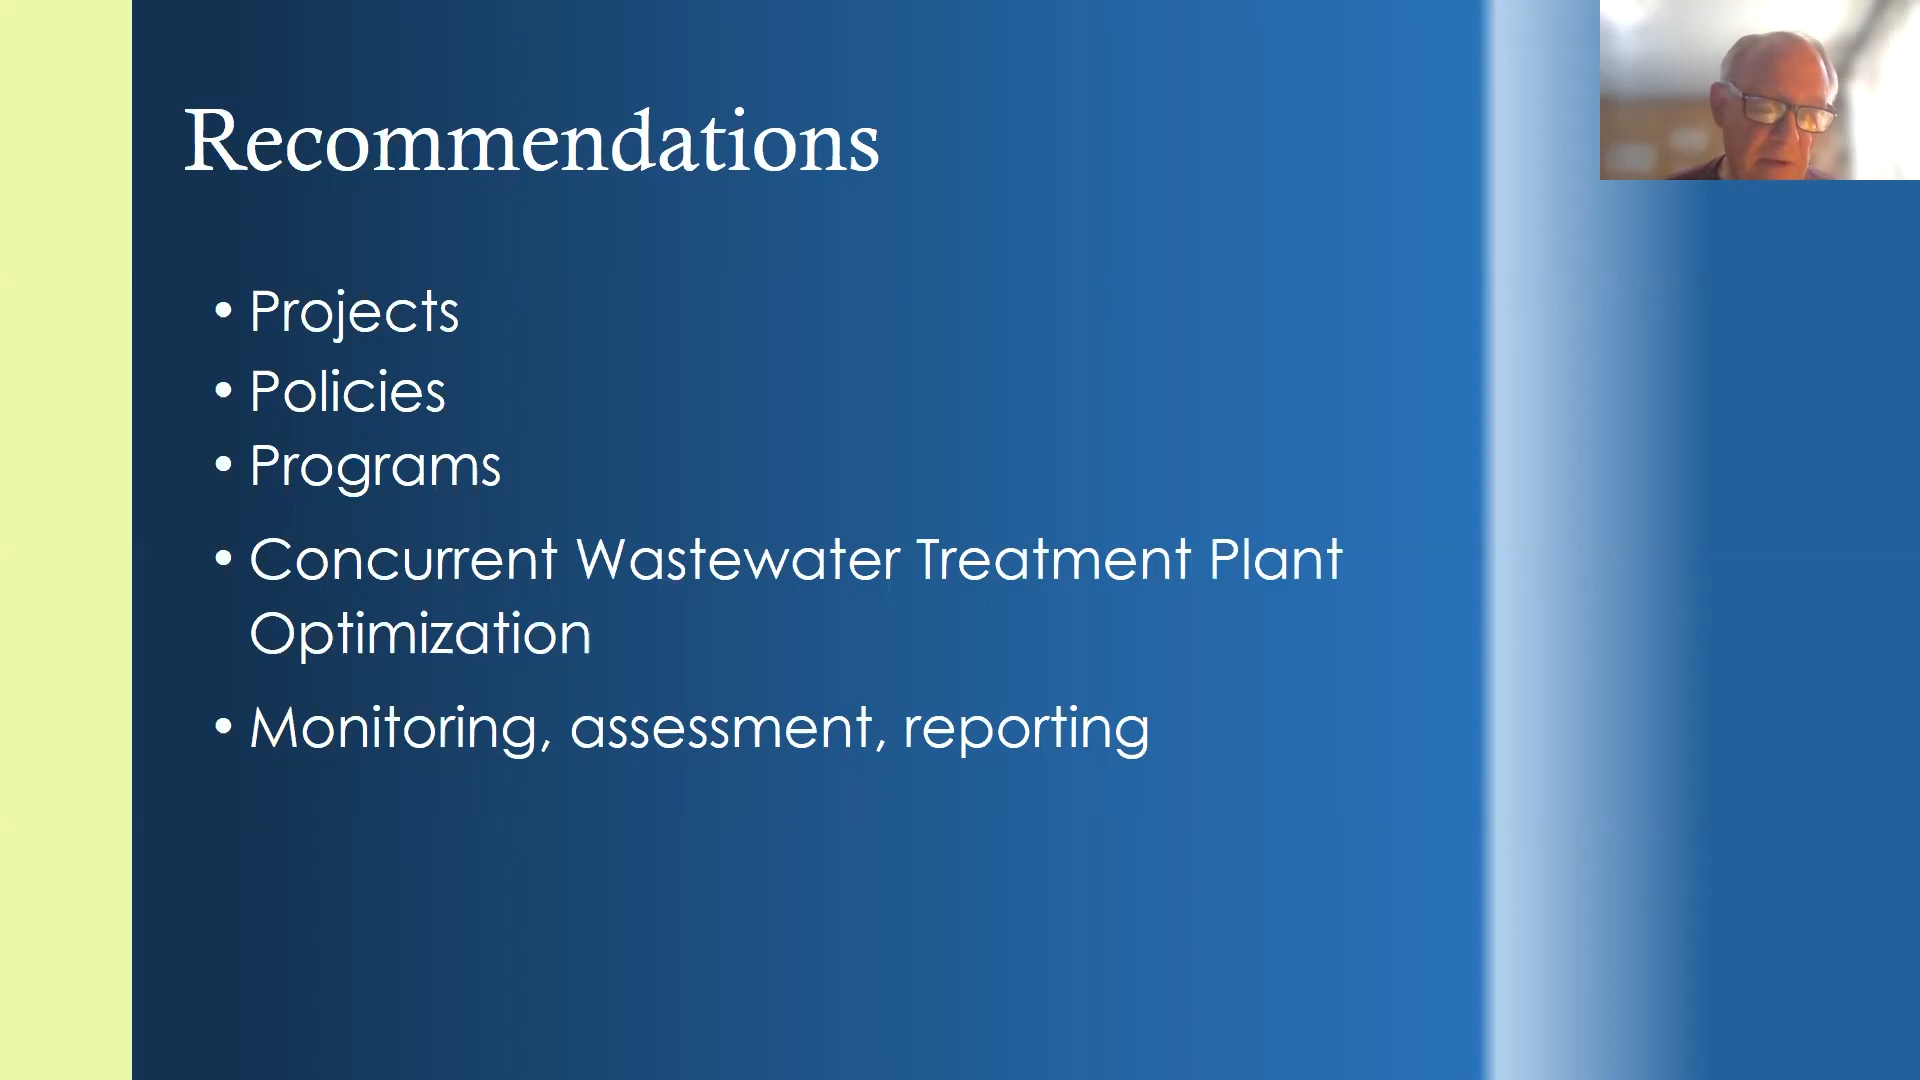 Recommendations
• Projects
• Policies
• Programs
• Concurrent Wastewater Treatment Plant
Optimization
• Monitoring, assessment, reporting